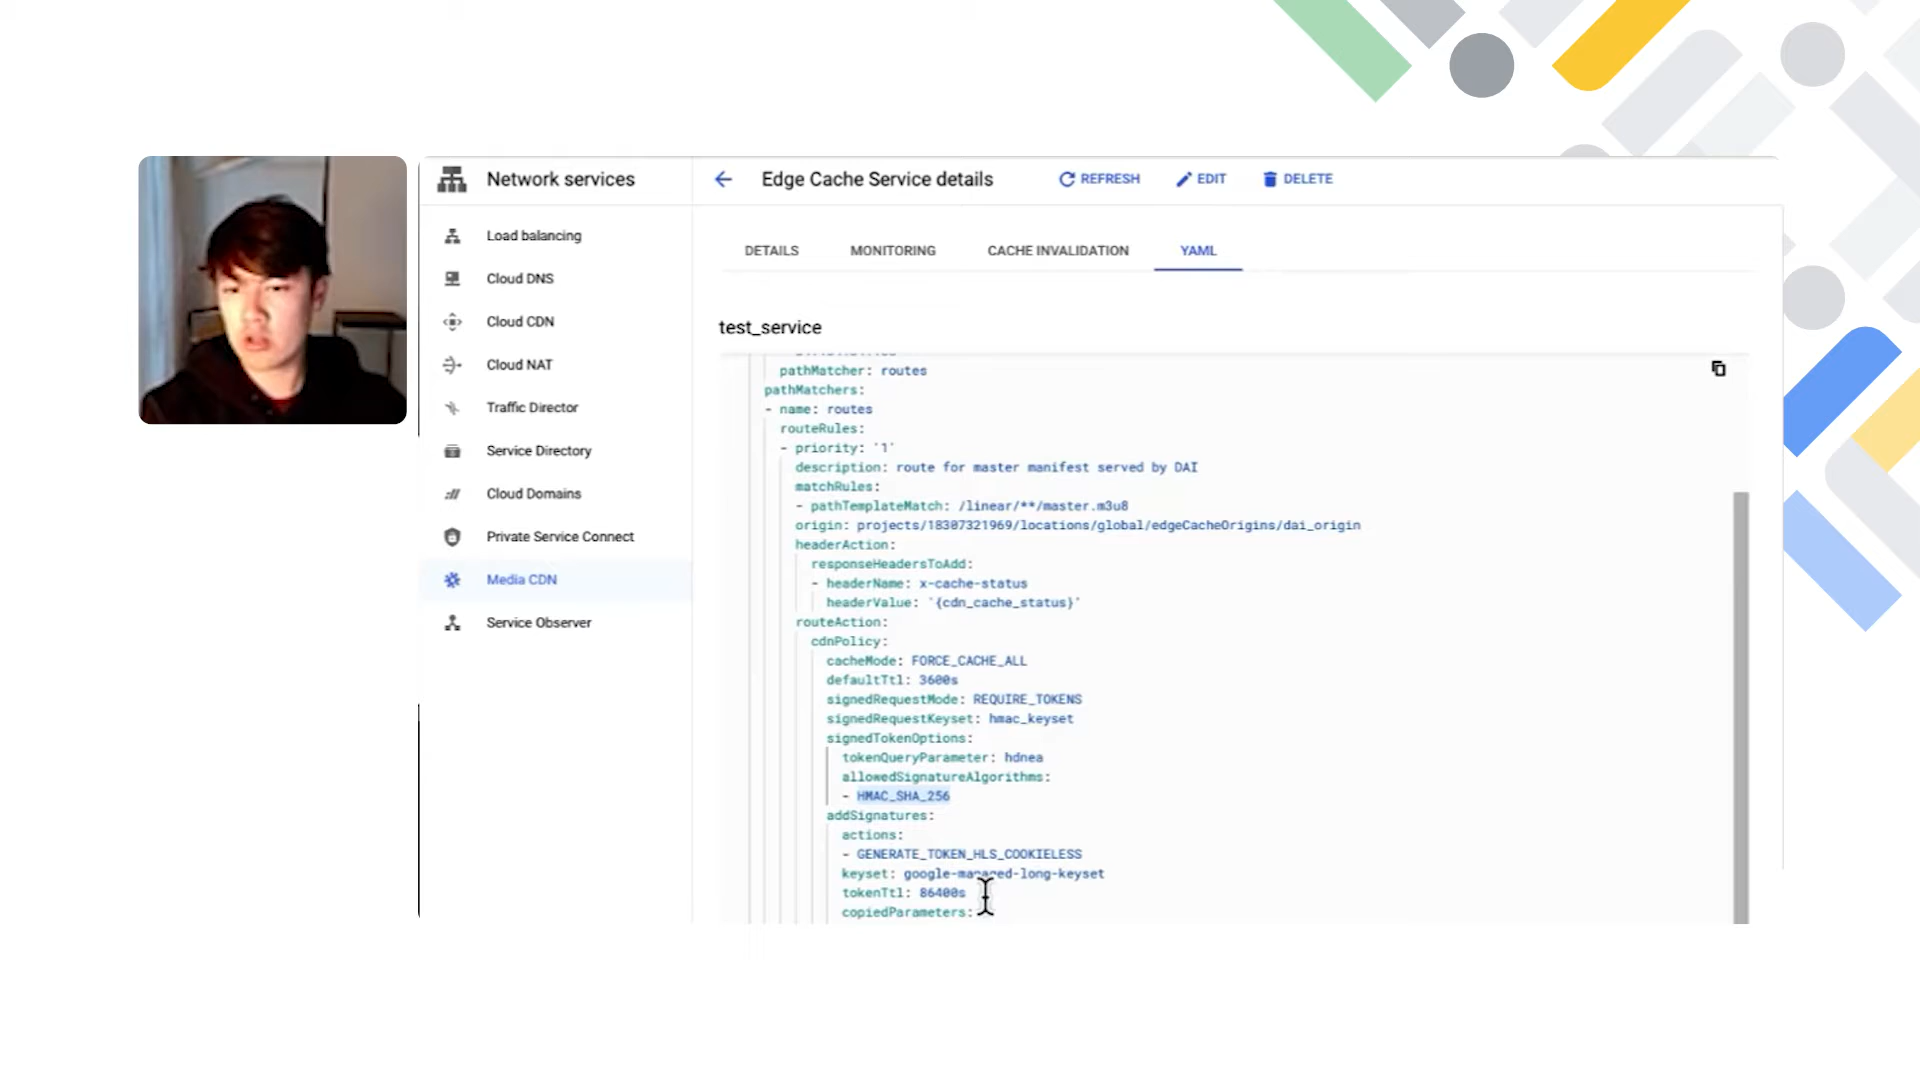 Network services
Edge Cache Service details
REFRESH
EDIT
DELETE
Load balancing
Cloud DNS
Cloud CDN
Cloud NAT
Traffic Director
Service Directory
Cloud Domains
Private Service Connect
Media CDN
Service Observer
DETAILS
MONITORING
CACHE INVALIDATION
YAML
test_service
pathMatcher: routes
pathMatchers:
- name: routes
routeRules:
- priority: '1'
description: route for master manifest served by DAI
matchRules:
- pathTemplateMatch: /linear/**/master.m3u8
origin: projects/18307321969/locations/global/edgeCacheOrigins/dai_origin
headerAction:
responseHeadersToAdd:
- headerName: x-cache-status
headerValue: '{cdn_cache_status}'
routeAction:
cdnPolicy:
cacheMode: FORCE_CACHE_ALL
defaultTtl: 3600s
signedRequestMode: REQUIRE_TOKENS
signedRequestKeyset: hmac_keyset
signedTokenOptions:
tokenQueryParameter: hdnea
allowedSignatureAlgorithms:
- HMAC_SHA_256
addSignatures:
actions:
- GENERATE_TOKEN_HLS_COOKIELESS
keyset: google-managed-long-keyset
tokenTtl: 86400s
copiedParameters: